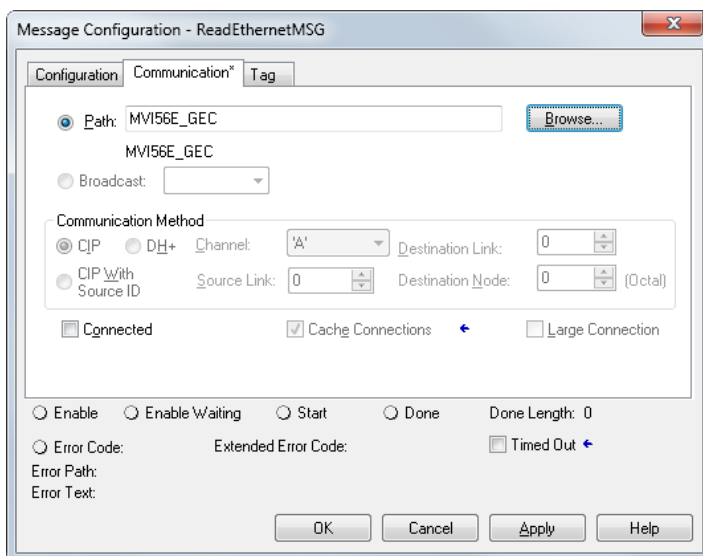 Message Configuration - ReadEthernetMSG
Configuration Communication* Tag
Path: MVI56E_GEC Browse...
MVI56E_GEC
Broadcast:
Communication Method
CIP DH+ Channel: 'A' Destination Link: 0
CIP With Source ID Source Link: 0 Destination Node: 0 (Octal)
Connected Cache Connections Large Connection
Enable Enable Waiting Start Done Done Length: 0
Error Code: Extended Error Code: Timed Out
Error Path:
Error Text:
OK Cancel Apply Help